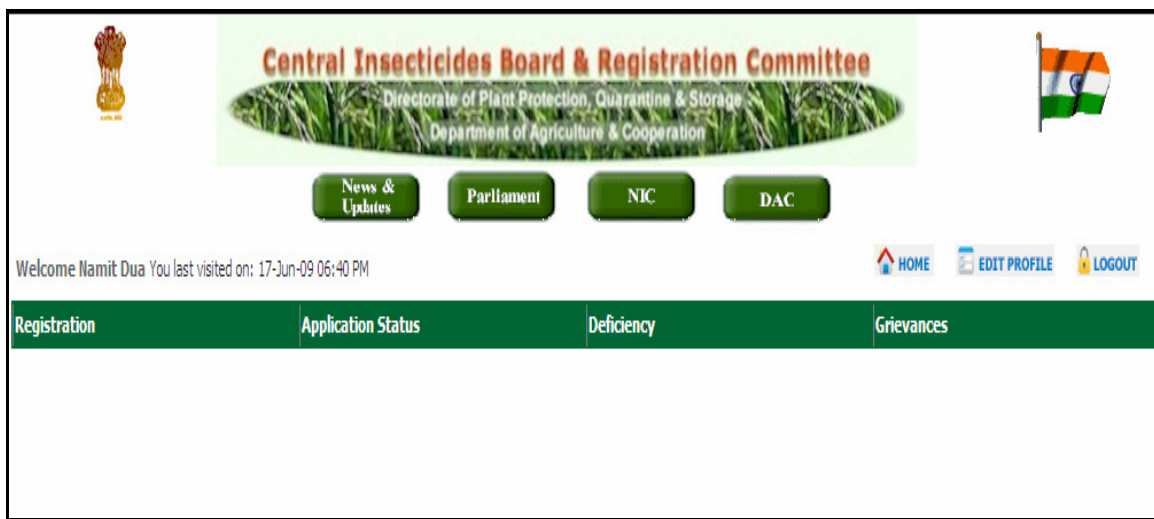 Central Insecticides Board & Registration Committee
Directorate of Plant Protection, Quarantine & Storage
Department of Agriculture & Cooperation
News & Updates
Parliament
NIC
DAC
Welcome Namit Dua You last visited on: 17-Jun-09 06:40 PM
HOME
EDIT PROFILE
LOGOUT
Registration
Application Status
Deficiency
Grievances